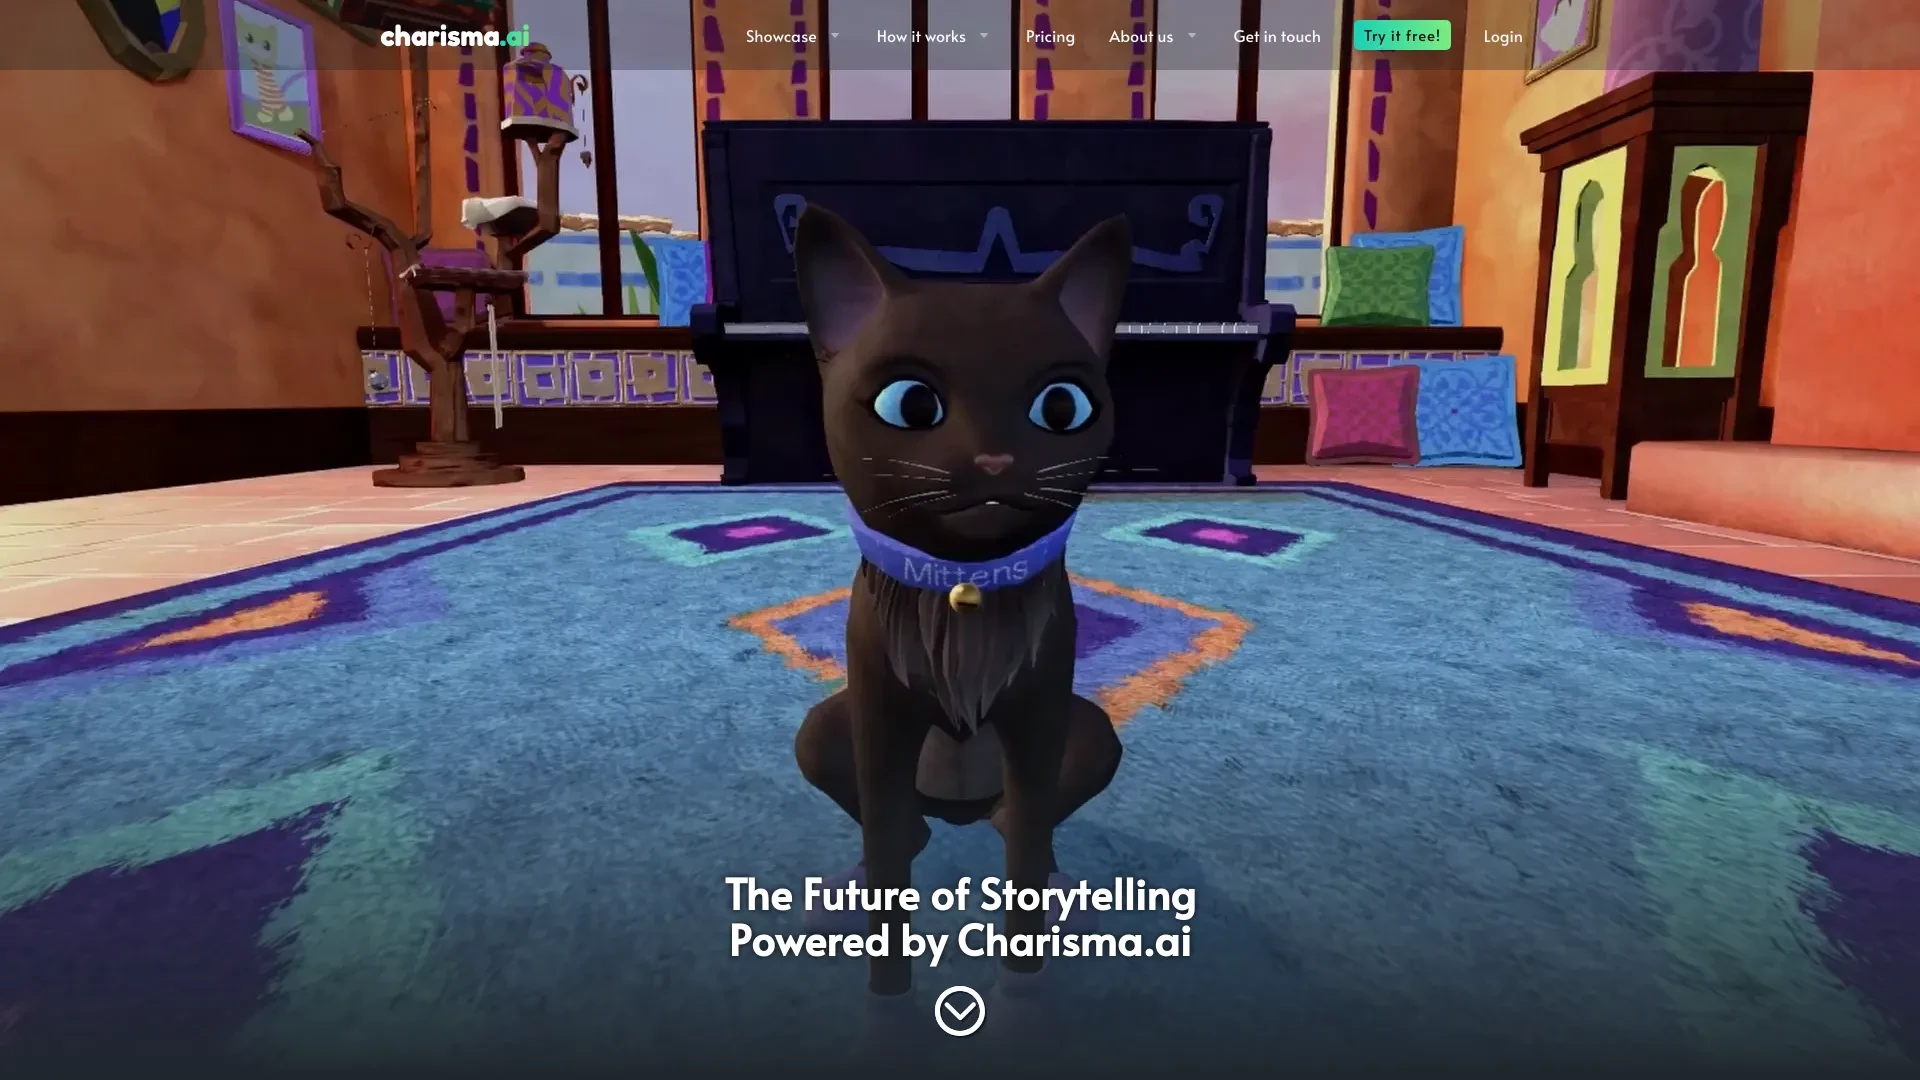 charisma.ai
Showcase
How it works
Pricing
About us
Get in touch
Try it free!
Login
Mittens
The Future of Storytelling
Powered by Charisma.ai